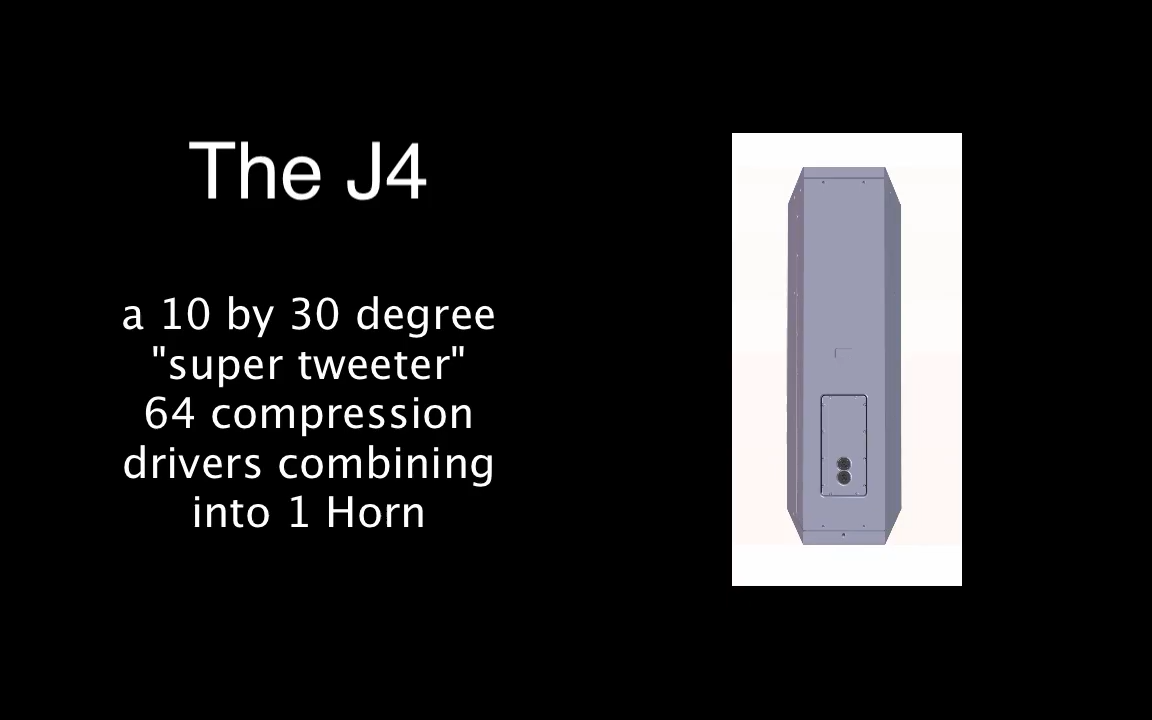 The J4
a 10 by 30 degree
"super tweeter"
64 compression
drivers combining
into 1 Horn